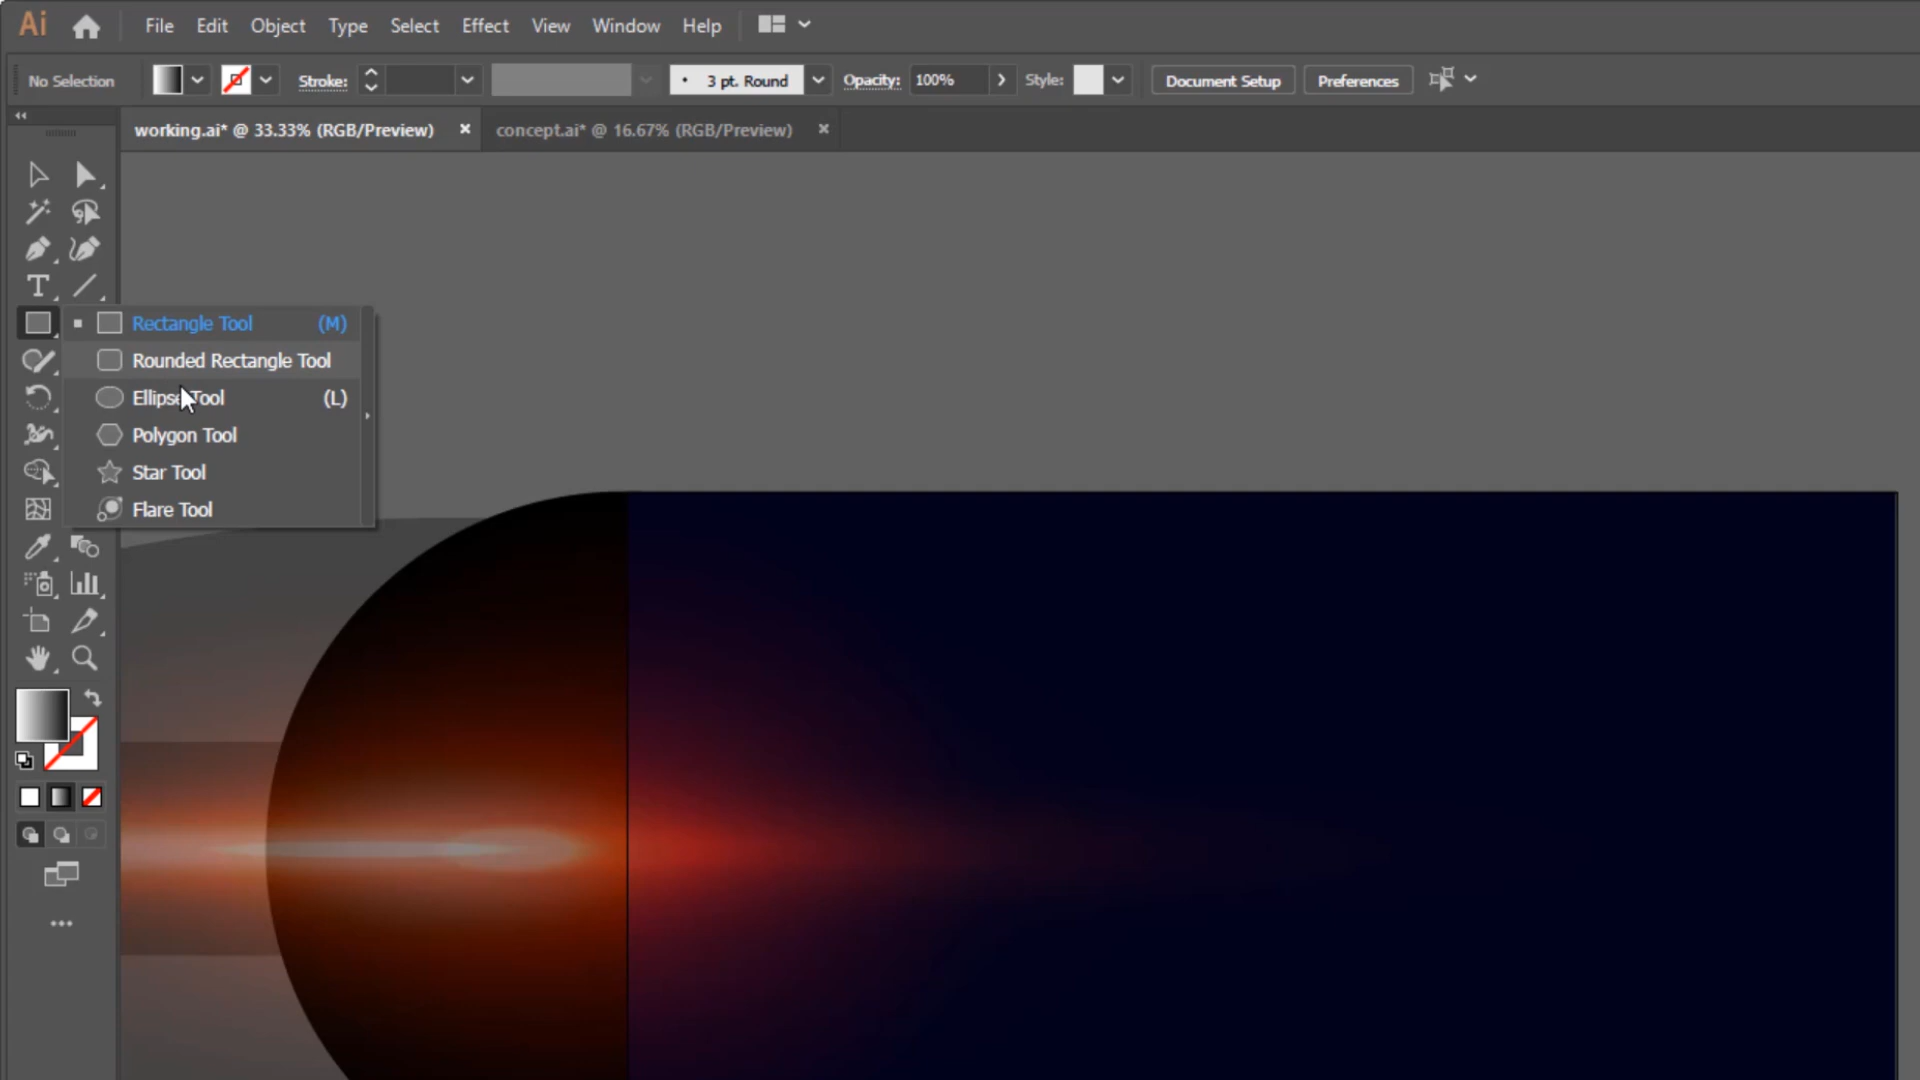 Ai File Edit Object Type Select Effect View Window Help
No Selection Stroke: 3 pt. Round Opacity: 100% Style: Document Setup Preferences
working.ai* @ 33.33% (RGB/Preview) × concept.ai* @ 16.67% (RGB/Preview) ×
T
Rectangle Tool (M)
Rounded Rectangle Tool
Ellipse Tool (L)
Polygon Tool
Star Tool
Flare Tool